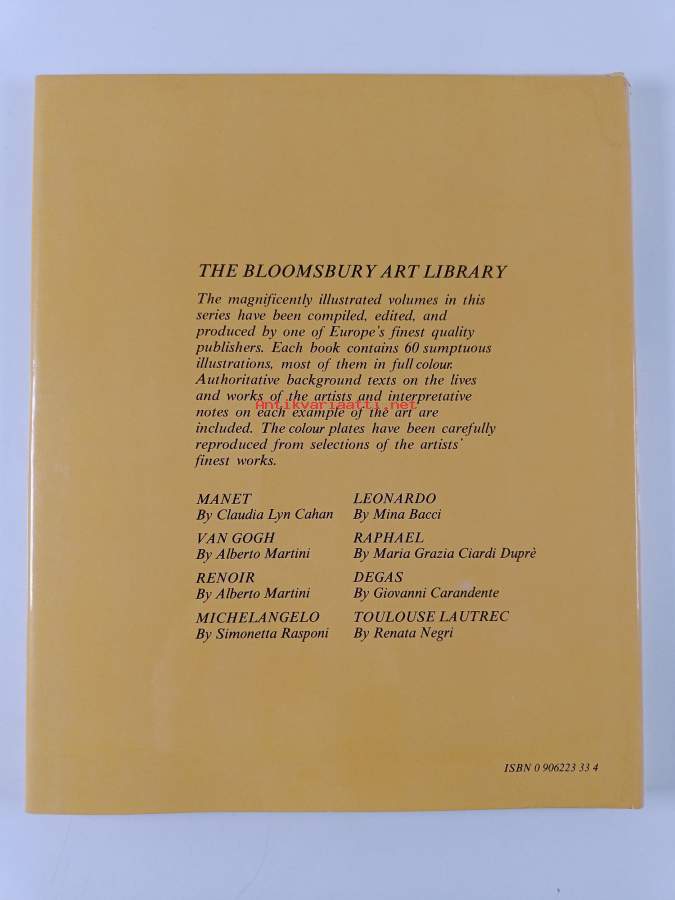 THE BLOOMSBURY ART LIBRARY
The magnificently illustrated volumes in this
series have been compiled, edited, and
produced by one of Europe's finest quality
publishers. Each book contains 60 sumptuous
illustrations, most of them in full colour.
Authoritative background texts on the lives
and works of the artists and interpretative
Antikvariaatti.net
notes on each example of the art are
included. The colour plates have been carefully
reproduced from selections of the artists'
finest works.
MANET
By Claudia Lyn Cahan
LEONARDO
By Mina Bacci
VAN GOGH
By Alberto Martini
RAPHAEL
By Maria Grazia Ciardi Duprè
RENOIR
By Alberto Martini
DEGAS
By Giovanni Carandente
MICHELANGELO
By Simonetta Rasponi
TOULOUSE LAUTREC
By Renata Negri
ISBN 0 906223 33 4